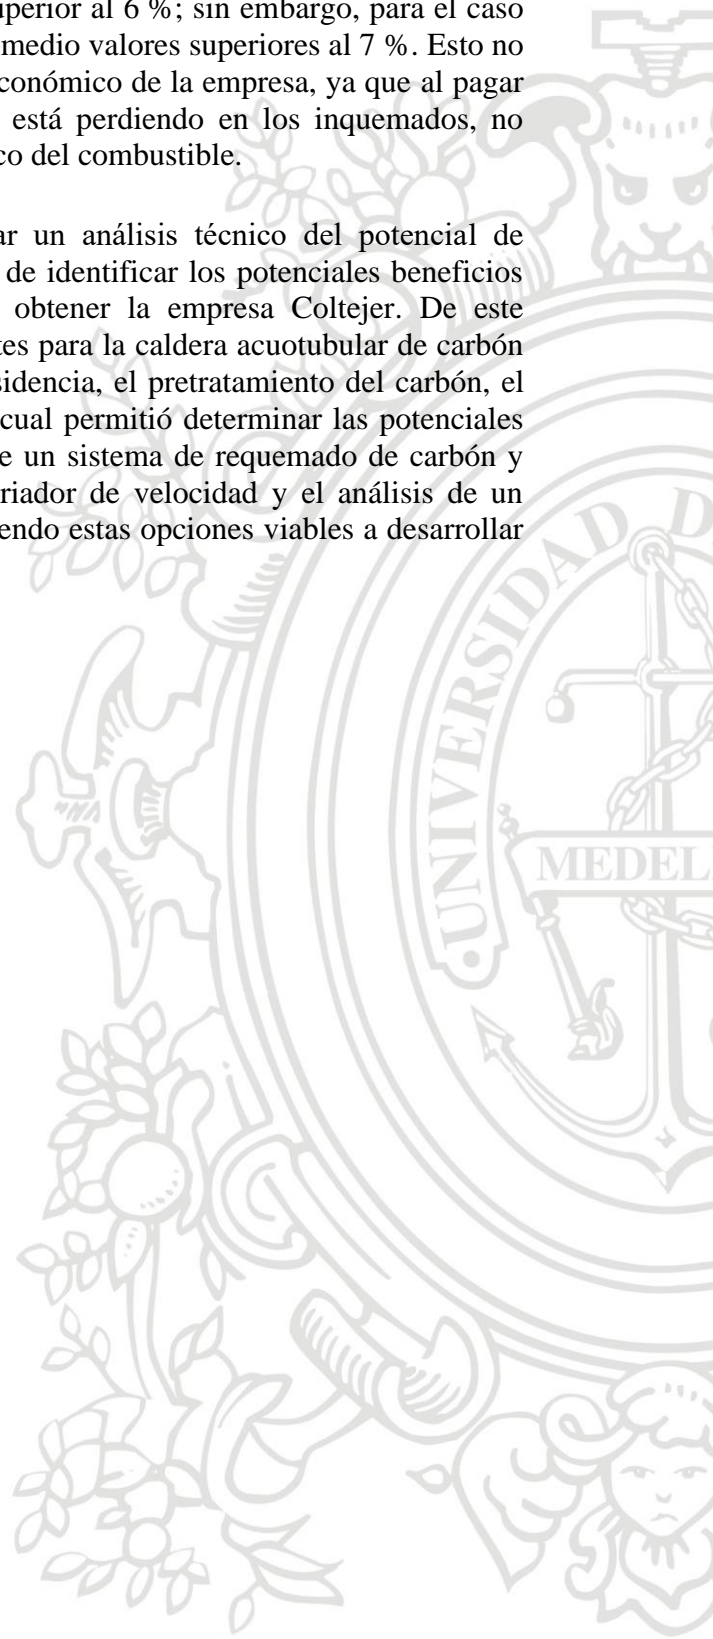 uperior al 6 %; sin embargo, para el caso
medio valores superiores al 7 %. Esto no
conómico de la empresa, ya que al pagar
está perdiendo en los inquemados, no
co del combustible.
ar un análisis técnico del potencial de
de identificar los potenciales beneficios
obtener la empresa Coltejer. De este
tes para la caldera acuotubular de carbón
sidencia, el pretratamiento del carbón, el
cual permitió determinar las potenciales
e un sistema de requemado de carbón y
riador de velocidad y el análisis de un
endo estas opciones viables a desarrollar
UNIVERSIDAD D
MEDEL